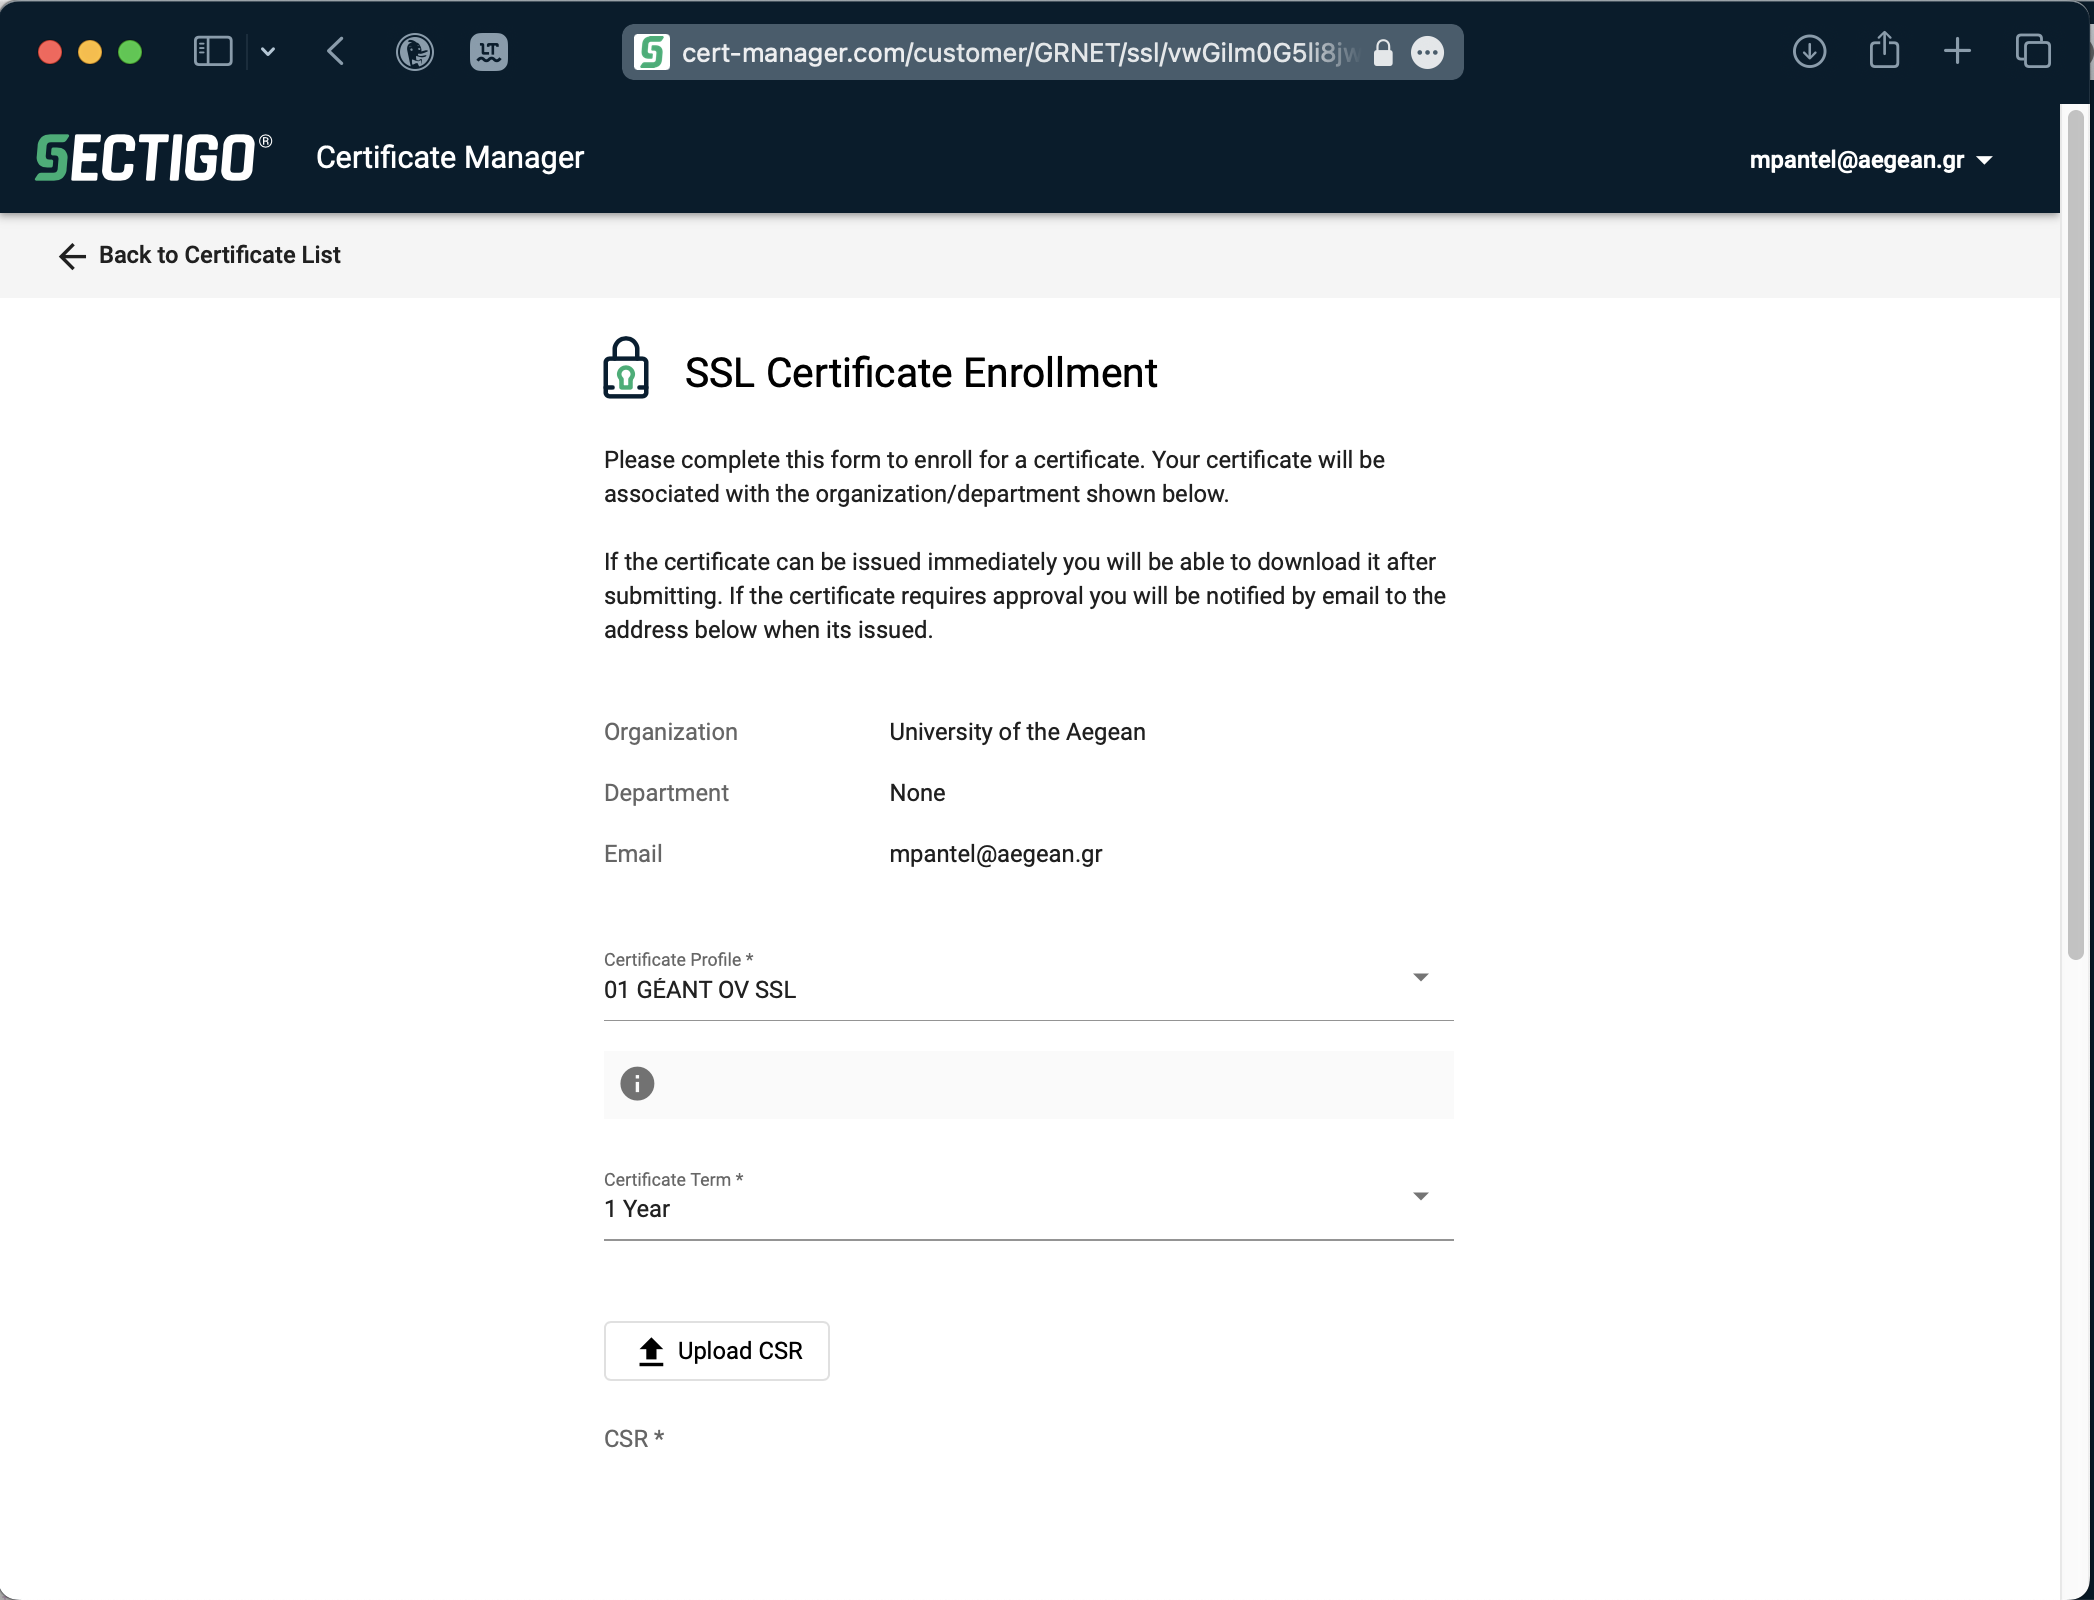 LT
cert-manager.com/customer/GRNET/ssl/vwGiIm0G5li8jw
SECTIGO®
Certificate Manager
mpantel@aegean.gr
Back to Certificate List
SSL Certificate Enrollment
Please complete this form to enroll for a certificate. Your certificate will be
associated with the organization/department shown below.
If the certificate can be issued immediately you will be able to download it after
submitting. If the certificate requires approval you will be notified by email to the
address below when its issued.
Organization University of the Aegean
Department None
Email mpantel@aegean.gr
Certificate Profile *
01 GÉANT OV SSL
Certificate Term *
1 Year
Upload CSR
CSR *